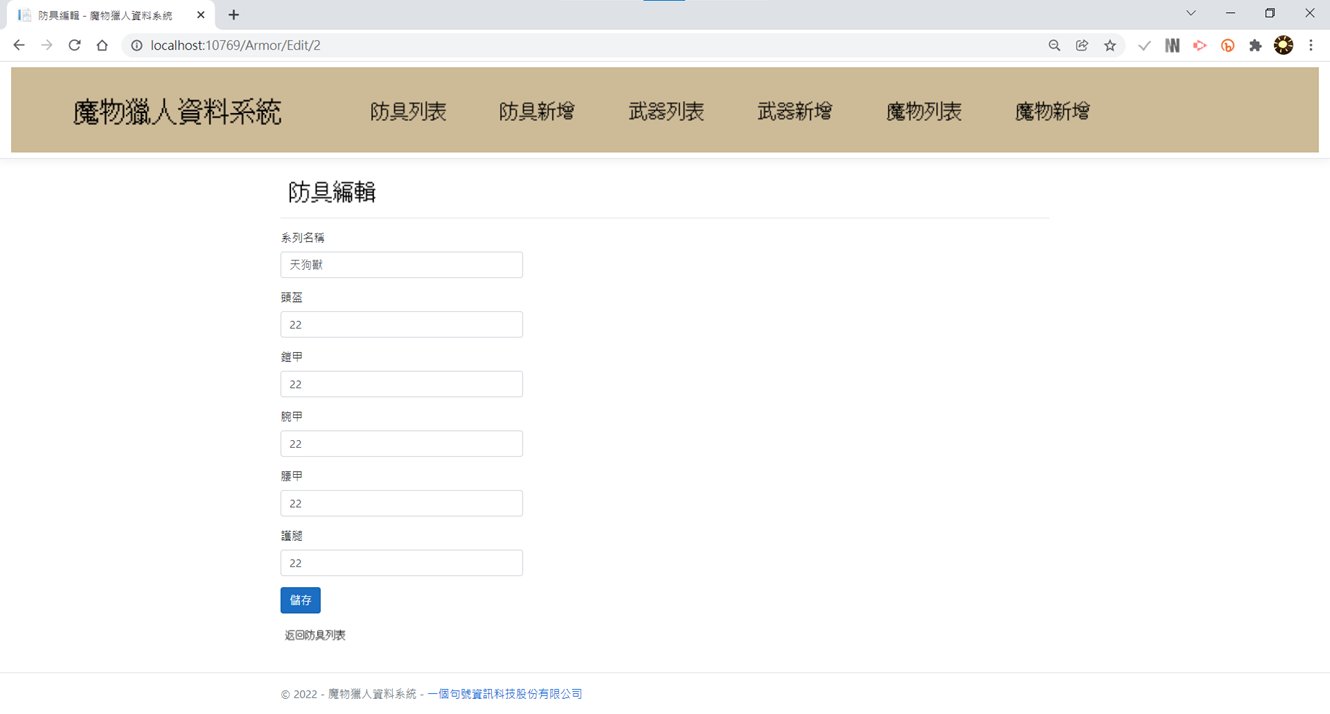 防具編輯 - 魔物獵人資料系統
localhost:10769/Armor/Edit/2
魔物獵人資料系統 防具列表 防具新增 武器列表 武器新增 魔物列表 魔物新增
防具編輯
系列名稱
天狗獸
頭盔
22
鎧甲
22
腕甲
22
腰甲
22
護腿
22
儲存
返回防具列表
© 2022 - 魔物獵人資料系統 - 一個句號資訊科技股份有限公司